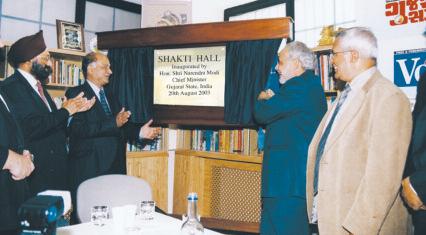 SHAKTI HALL
Inaugurated by
Hon. Shri Narendra Modi
Chief Minister
Gujarat State, India
20th August 2003